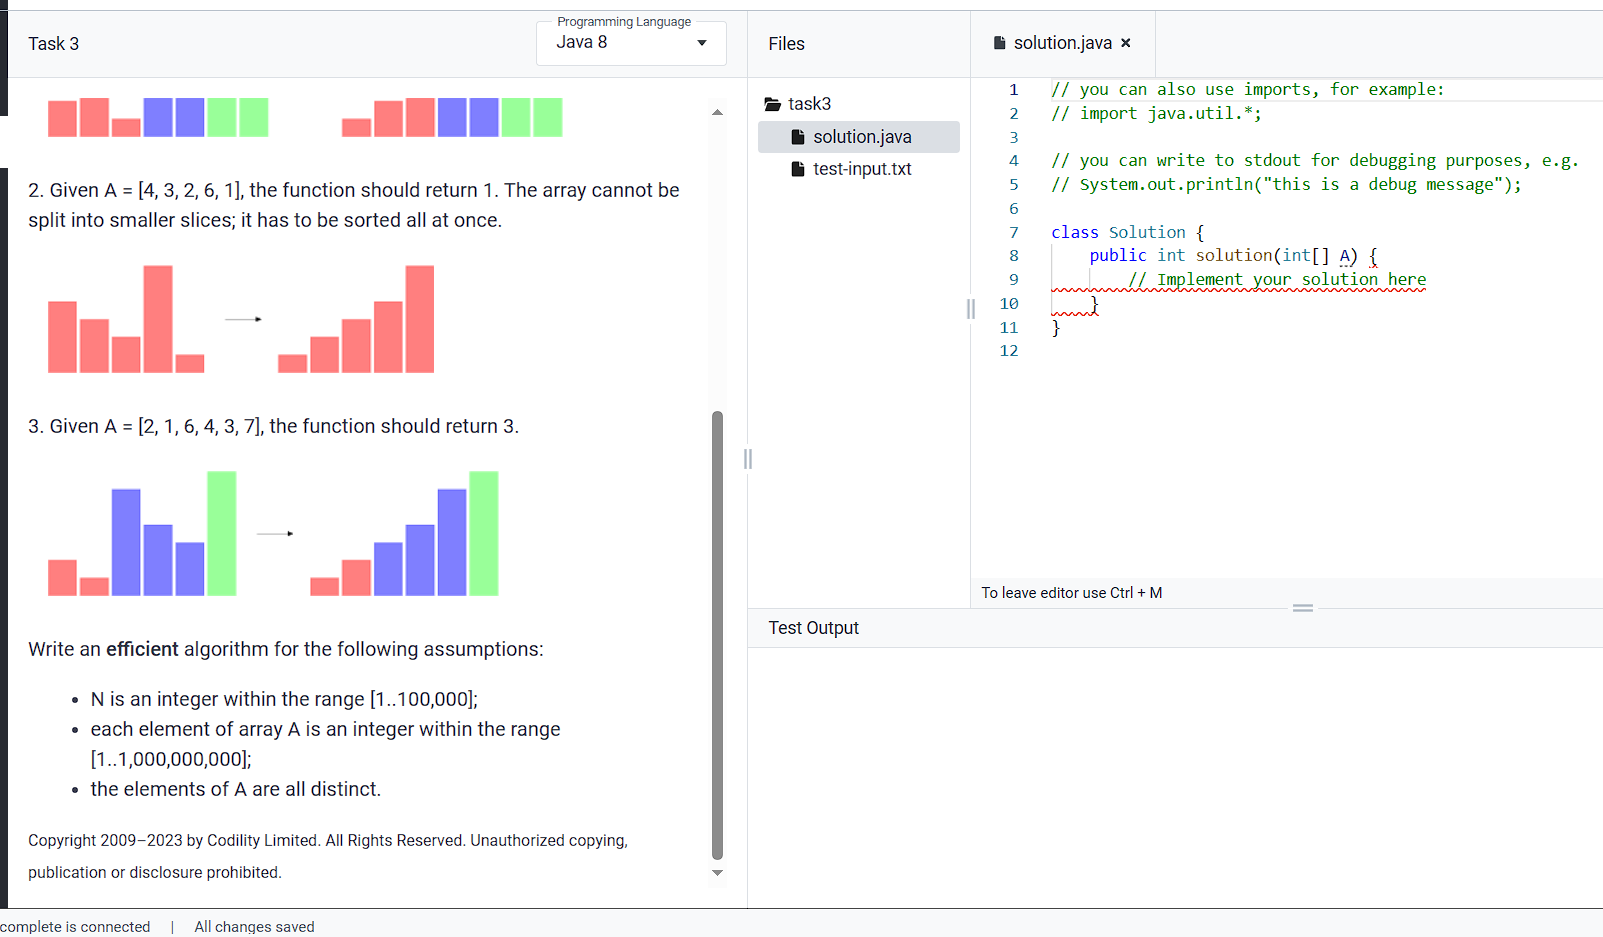 Task 3
Programming Language
Java 8
2. Given A = [4, 3, 2, 6, 1], the function should return 1. The array cannot be
split into smaller slices; it has to be sorted all at once.
3. Given A = [2, 1, 6, 4, 3, 7], the function should return 3.
Write an efficient algorithm for the following assumptions:
• N is an integer within the range [1..100,000];
• each element of array A is an integer within the range
[1..1,000,000,000];
• the elements of A are all distinct.
Copyright 2009–2023 by Codility Limited. All Rights Reserved. Unauthorized copying,
publication or disclosure prohibited.
Files
task3
solution.java
test-input.txt
solution.java ×
1 // you can also use imports, for example:
2 // import java.util.*;
3
4 // you can write to stdout for debugging purposes, e.g.
5 // System.out.println("this is a debug message");
6
7 class Solution {
8 public int solution(int[] A) {
9 // Implement your solution here
10 }
11 }
12
To leave editor use Ctrl + M
Test Output
complete is connected | All changes saved